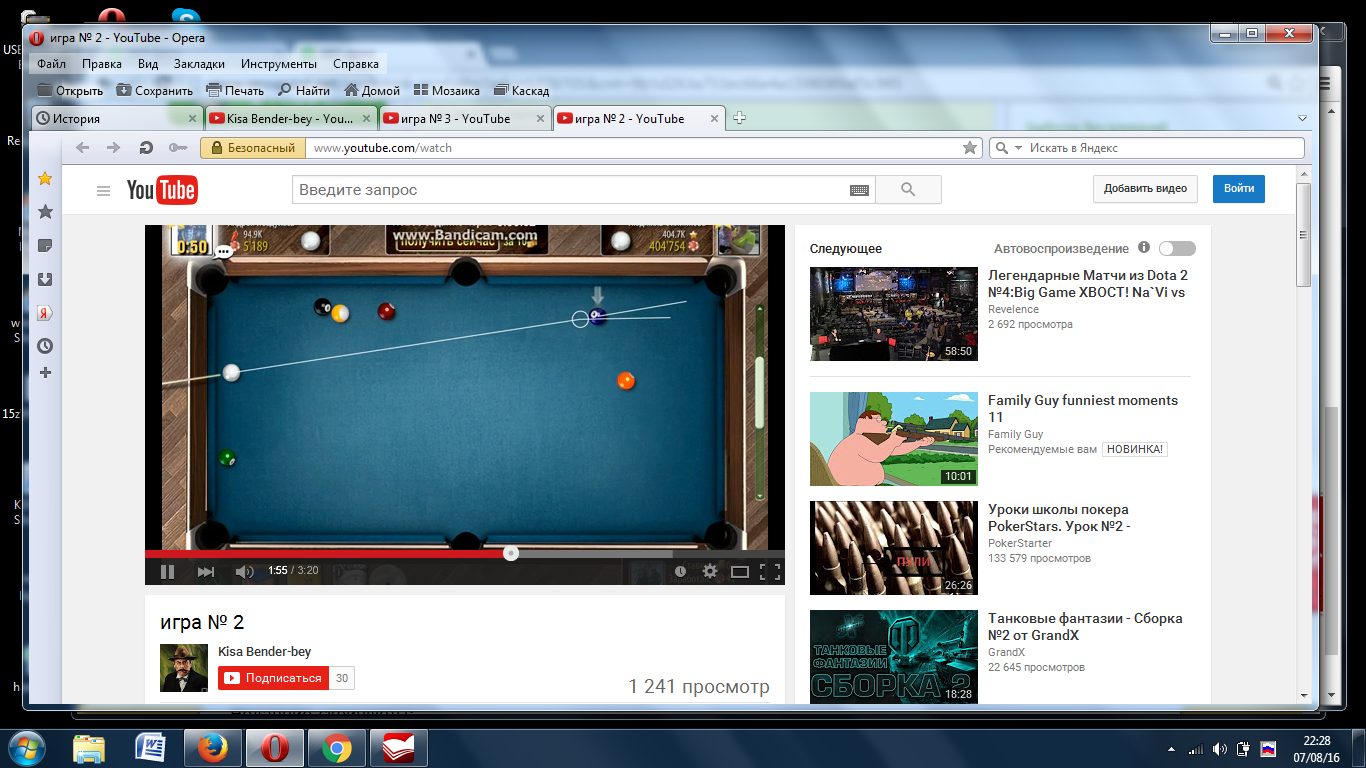 USB
игра № 2 - YouTube - Opera
Файл Правка Вид Закладки Инструменты Справка
Открыть Сохранить Печать Найти Домой Мозаика Каскад
История Kisa Bender-bey - You... игра № 3 - YouTube игра № 2 - YouTube
Re
Безопасный www.youtube.com/watch Искать в Яндекс
YouTube Введите запрос Добавить видео Войти
94.9K www.Bandicam.com 404.7K
0:50 5'189 получить сейчас за 10 404'754
Следующее Автовоспроизведение
Легендарные Матчи из Dota 2
№4:Big Game ХВОСТ! Na`Vi vs
Revelence
2 692 просмотра
58:50
Family Guy funniest moments
11
Family Guy
Рекомендуемые вам НОВИНКА!
10:01
Уроки школы покера
PokerStars. Урок №2 -
PokerStarter
133 579 просмотров
ПУЛИ
26:26
Танковые фантазии - Сборка
№2 от GrandX
GrandX
22 645 просмотров
ТАНКОВЫЕ
ФАНТАЗИИ
СБОРКА 2
18:28
w
S
15z
K
S
h
1:55 / 3:20
игра № 2
Kisa Bender-bey
Подписаться 30
1 241 просмотр
22:28
07/08/16